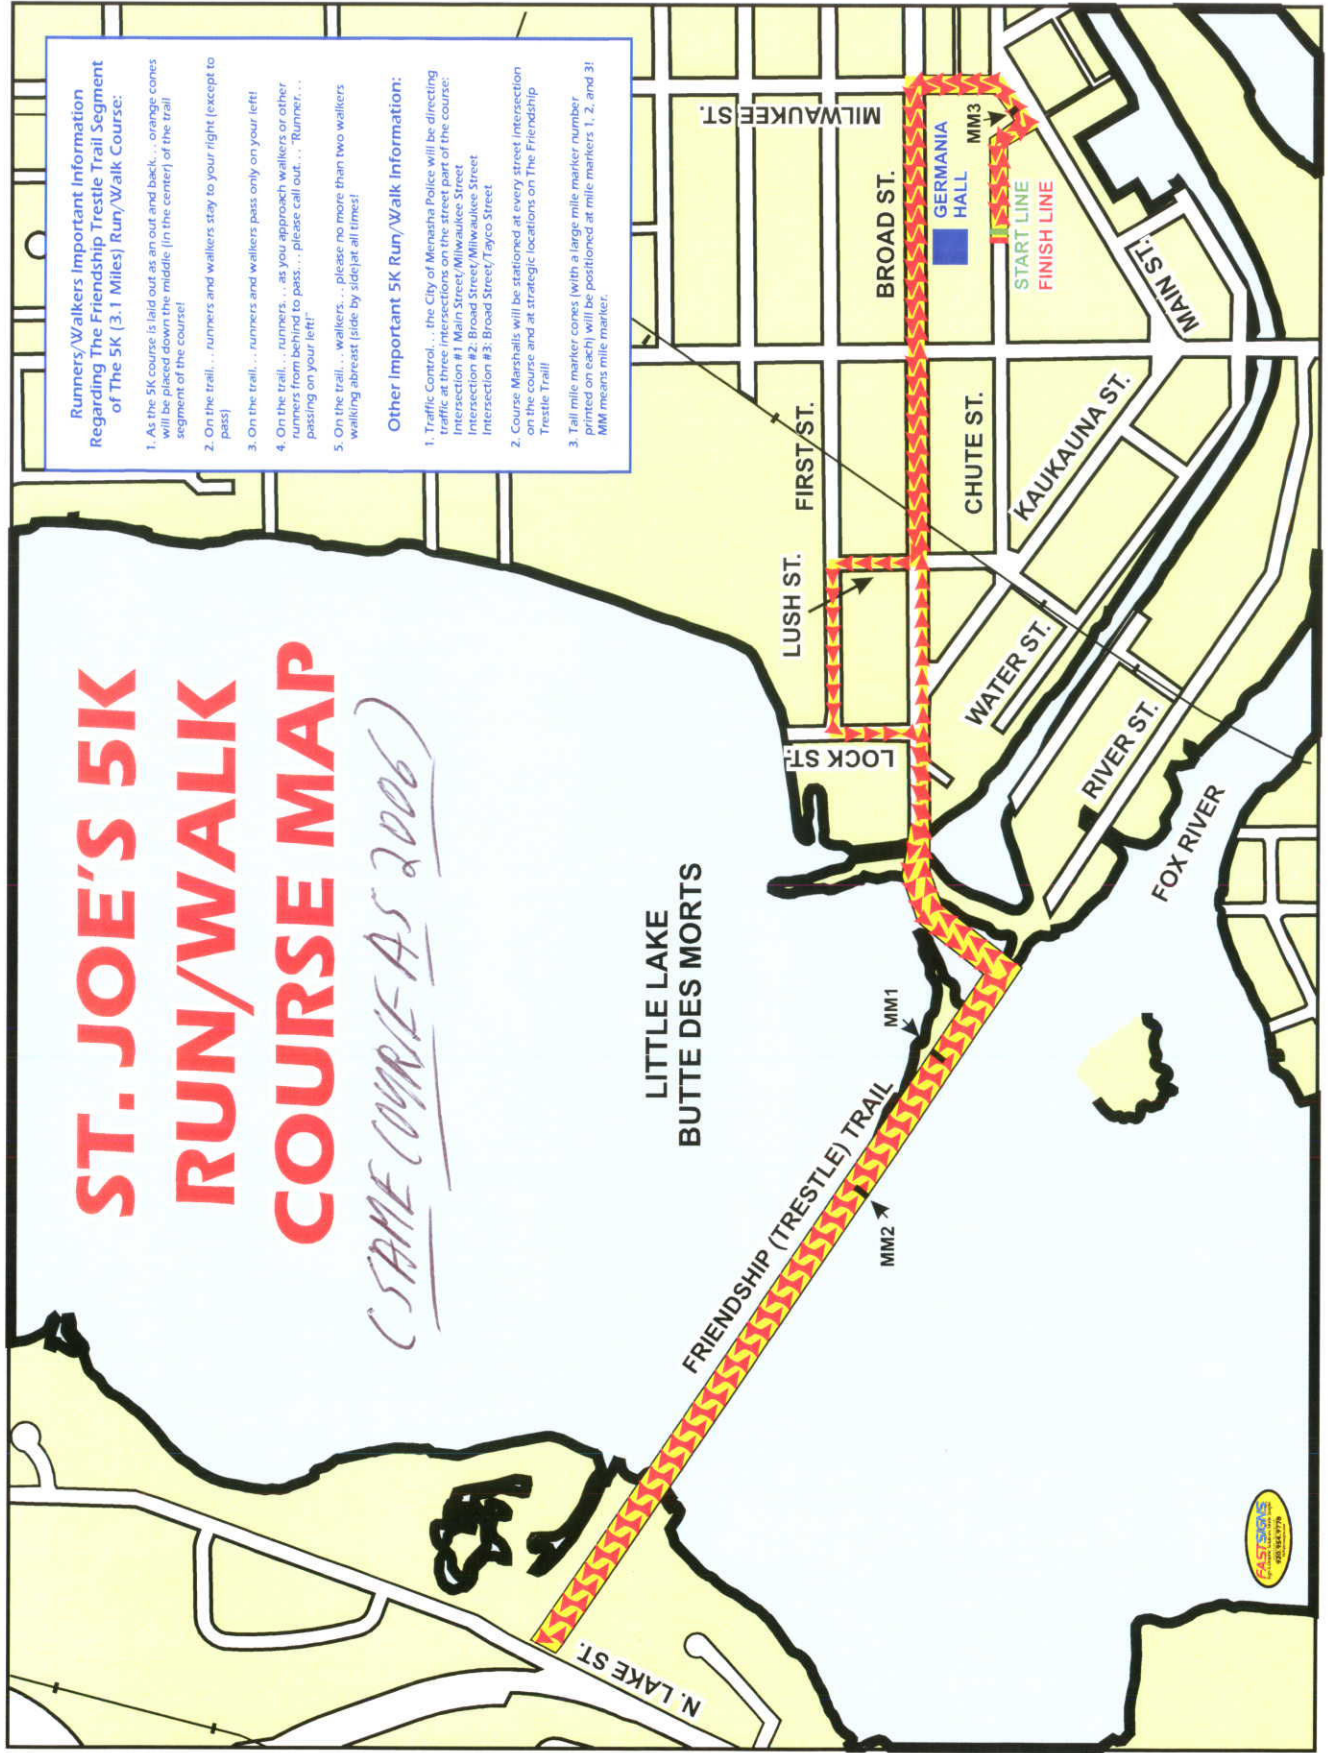 ST. JOE'S 5K
RUN/WALK
COURSE MAP
(SAME COURSE AS 2006)
Runners/Walkers Important Information
Regarding The Friendship Trestle Trail Segment
of The 5K (3.1 Miles) Run/Walk Course:
1. As the 5K course is laid out as an out and back. . . orange cones
will be placed down the middle (in the center) of the trail
segment of the course!
2. On the trail. . . runners and walkers stay to your right (except to
pass)
3. On the trail. . . runners and walkers pass only on your left!
4. On the trail. . . runners. . . as you approach walkers or other
runners from behind to pass. . . please call out. . . "Runner. . .
passing on your left!"
5. On the trail. . . walkers. . . please no more than two walkers
walking abreast (side by side)at all times!
Other Important 5K Run/Walk Information:
1. Traffic Control. . . the City of Menasha Police will be directing
traffic at three intersections on the street part of the course:
Intersection #1 Main Street/Milwaukee Street
Intersection #2: Broad Street/Milwaukee Street
Intersection #3: Broad Street/Tayco Street
2. Course Marshalls will be stationed at every street intersection
on the course and at strategic locations on The Friendship
Trestle Trail!
3. Tall mile marker cones (with a large mile marker number
printed on each) will be positioned at mile markers 1, 2, and 3!
MM means mile marker.
MILWAUKEE ST.
BROAD ST.
GERMANIA
HALL
MM3
START LINE
FINISH LINE
MAIN ST.
FIRST ST.
CHUTE ST.
KAUKAUNA ST.
LUSH ST.
LOCK ST.
WATER ST.
RIVER ST.
FOX RIVER
LITTLE LAKE
BUTTE DES MORTS
MM1
MM2
FRIENDSHIP (TRESTLE) TRAIL
N. LAKE ST.
FASTSIGNS